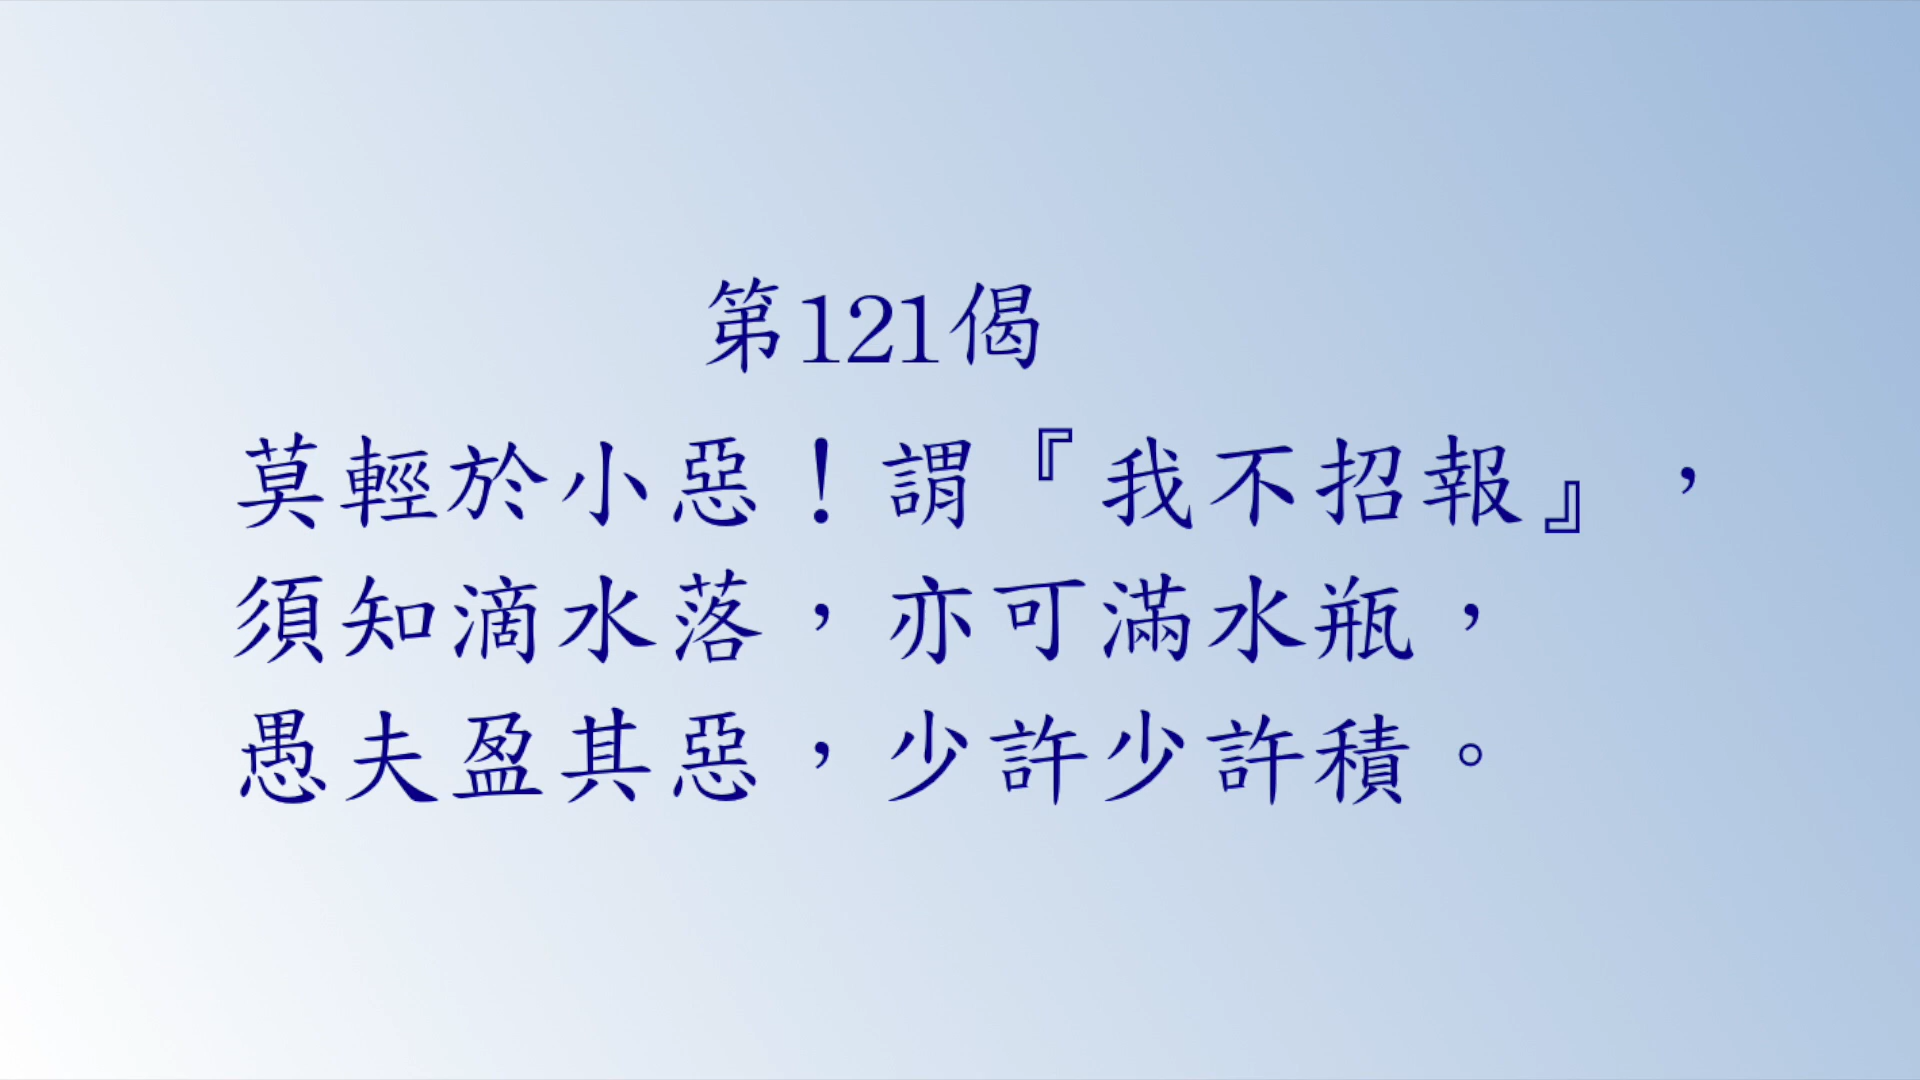 第121偈
莫輕於小惡！謂『我不招報』，
須知滴水落，亦可滿水瓶，
愚夫盈其惡，少許少許積。